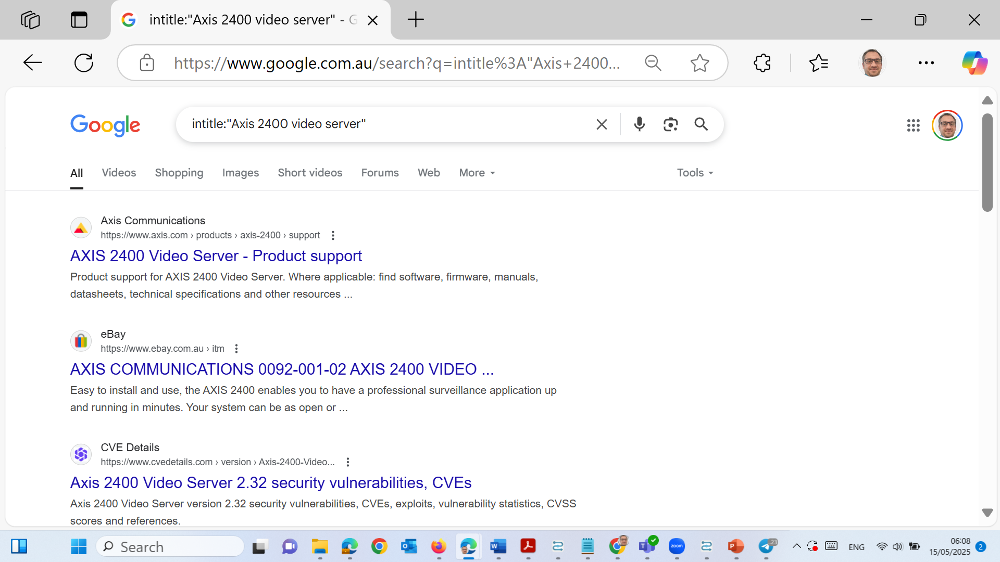 intitle:"Axis 2400 video server" - G
https://www.google.com.au/search?q=intitle%3A"Axis+2400...
Google
intitle:"Axis 2400 video server"
All
Videos
Shopping
Images
Short videos
Forums
Web
More
Tools
Axis Communications
https://www.axis.com › products › axis-2400 › support
AXIS 2400 Video Server - Product support
Product support for AXIS 2400 Video Server. Where applicable: find software, firmware, manuals,
datasheets, technical specifications and other resources ...
eBay
https://www.ebay.com.au › itm
AXIS COMMUNICATIONS 0092-001-02 AXIS 2400 VIDEO ...
Easy to install and use, the AXIS 2400 enables you to have a professional surveillance application up
and running in minutes. Your system can be as open or ...
CVE Details
https://www.cvedetails.com › version › Axis-2400-Video...
Axis 2400 Video Server 2.32 security vulnerabilities, CVEs
Axis 2400 Video Server version 2.32 security vulnerabilities, CVEs, exploits, vulnerability statistics, CVSS
scores and references.
Search
zoom
23
ENG
06:08
15/05/2025
2